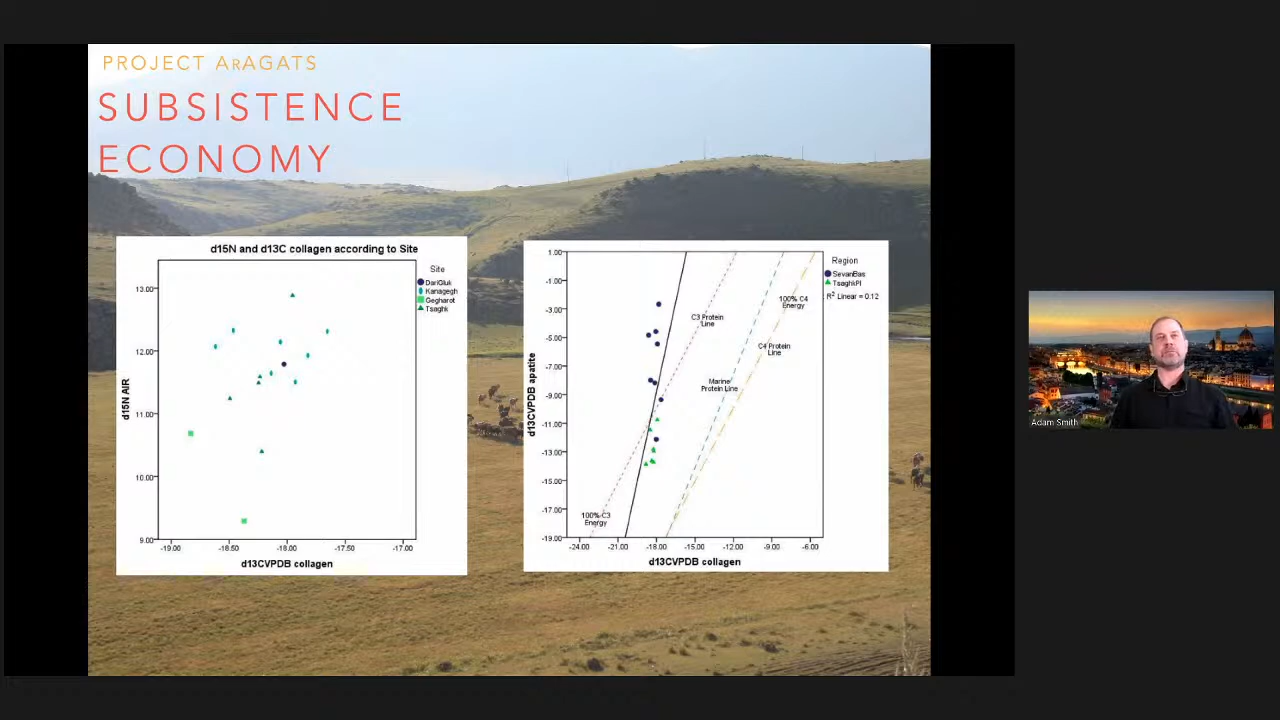 PROJECT ARAGATS
SUBSISTENCE
ECONOMY
d15N and d13C collagen according to Site
Site
DariGluk
Kanagegh
Gegharot
Tsaghk
13.00
12.00
11.00
10.00
9.00
d15N AIR
-19.00 -18.50 -18.00 -17.50 -17.00
d13CVPDB collagen
Region
SevanBas
TsaghkPl
R2 Linear = 0.12
1.00
-1.00
-3.00
-5.00
-7.00
-9.00
-11.00
-13.00
-15.00
-17.00
-19.00
d13CVPDB apatite
100% C4
Energy
C3 Protein
Line
C4 Protein
Line
Marine
Protein Line
100% C3
Energy
-24.00 -21.00 -18.00 -15.00 -12.00 -9.00 -6.00
d13CVPDB collagen
Adam Smith